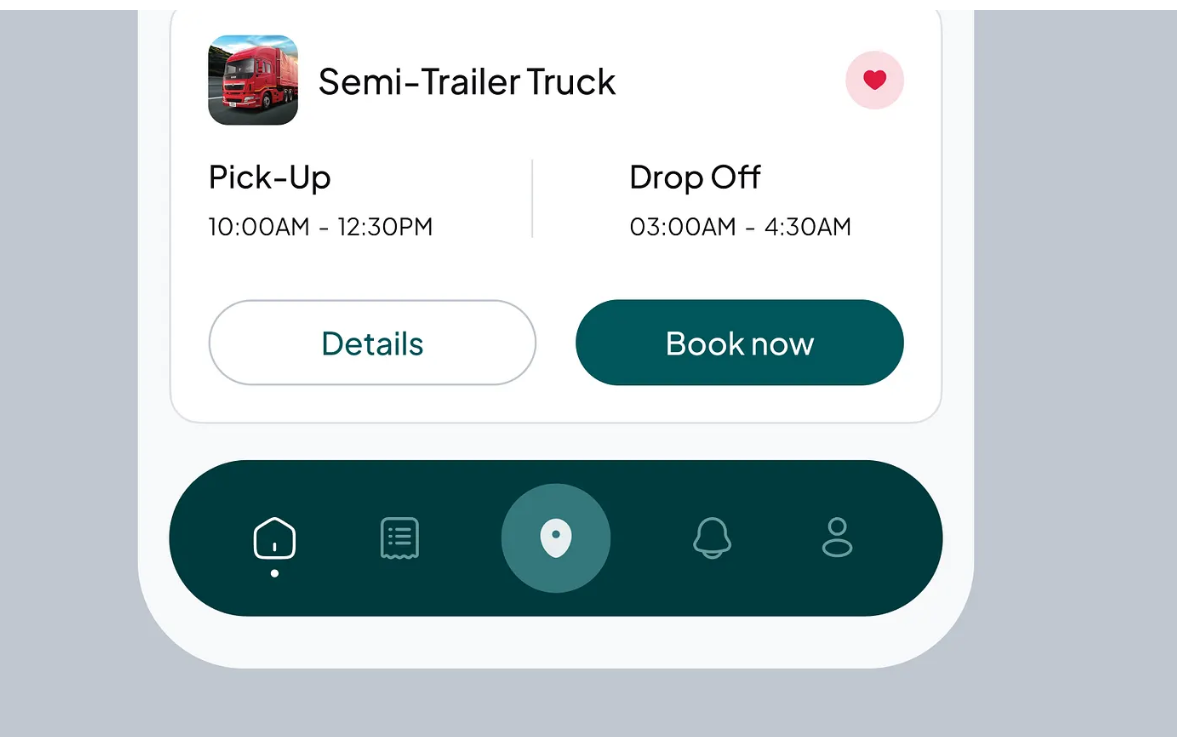 Semi-Trailer Truck
Pick-Up
Drop Off
10:00AM - 12:30PM
03:00AM - 4:30AM
Details
Book now